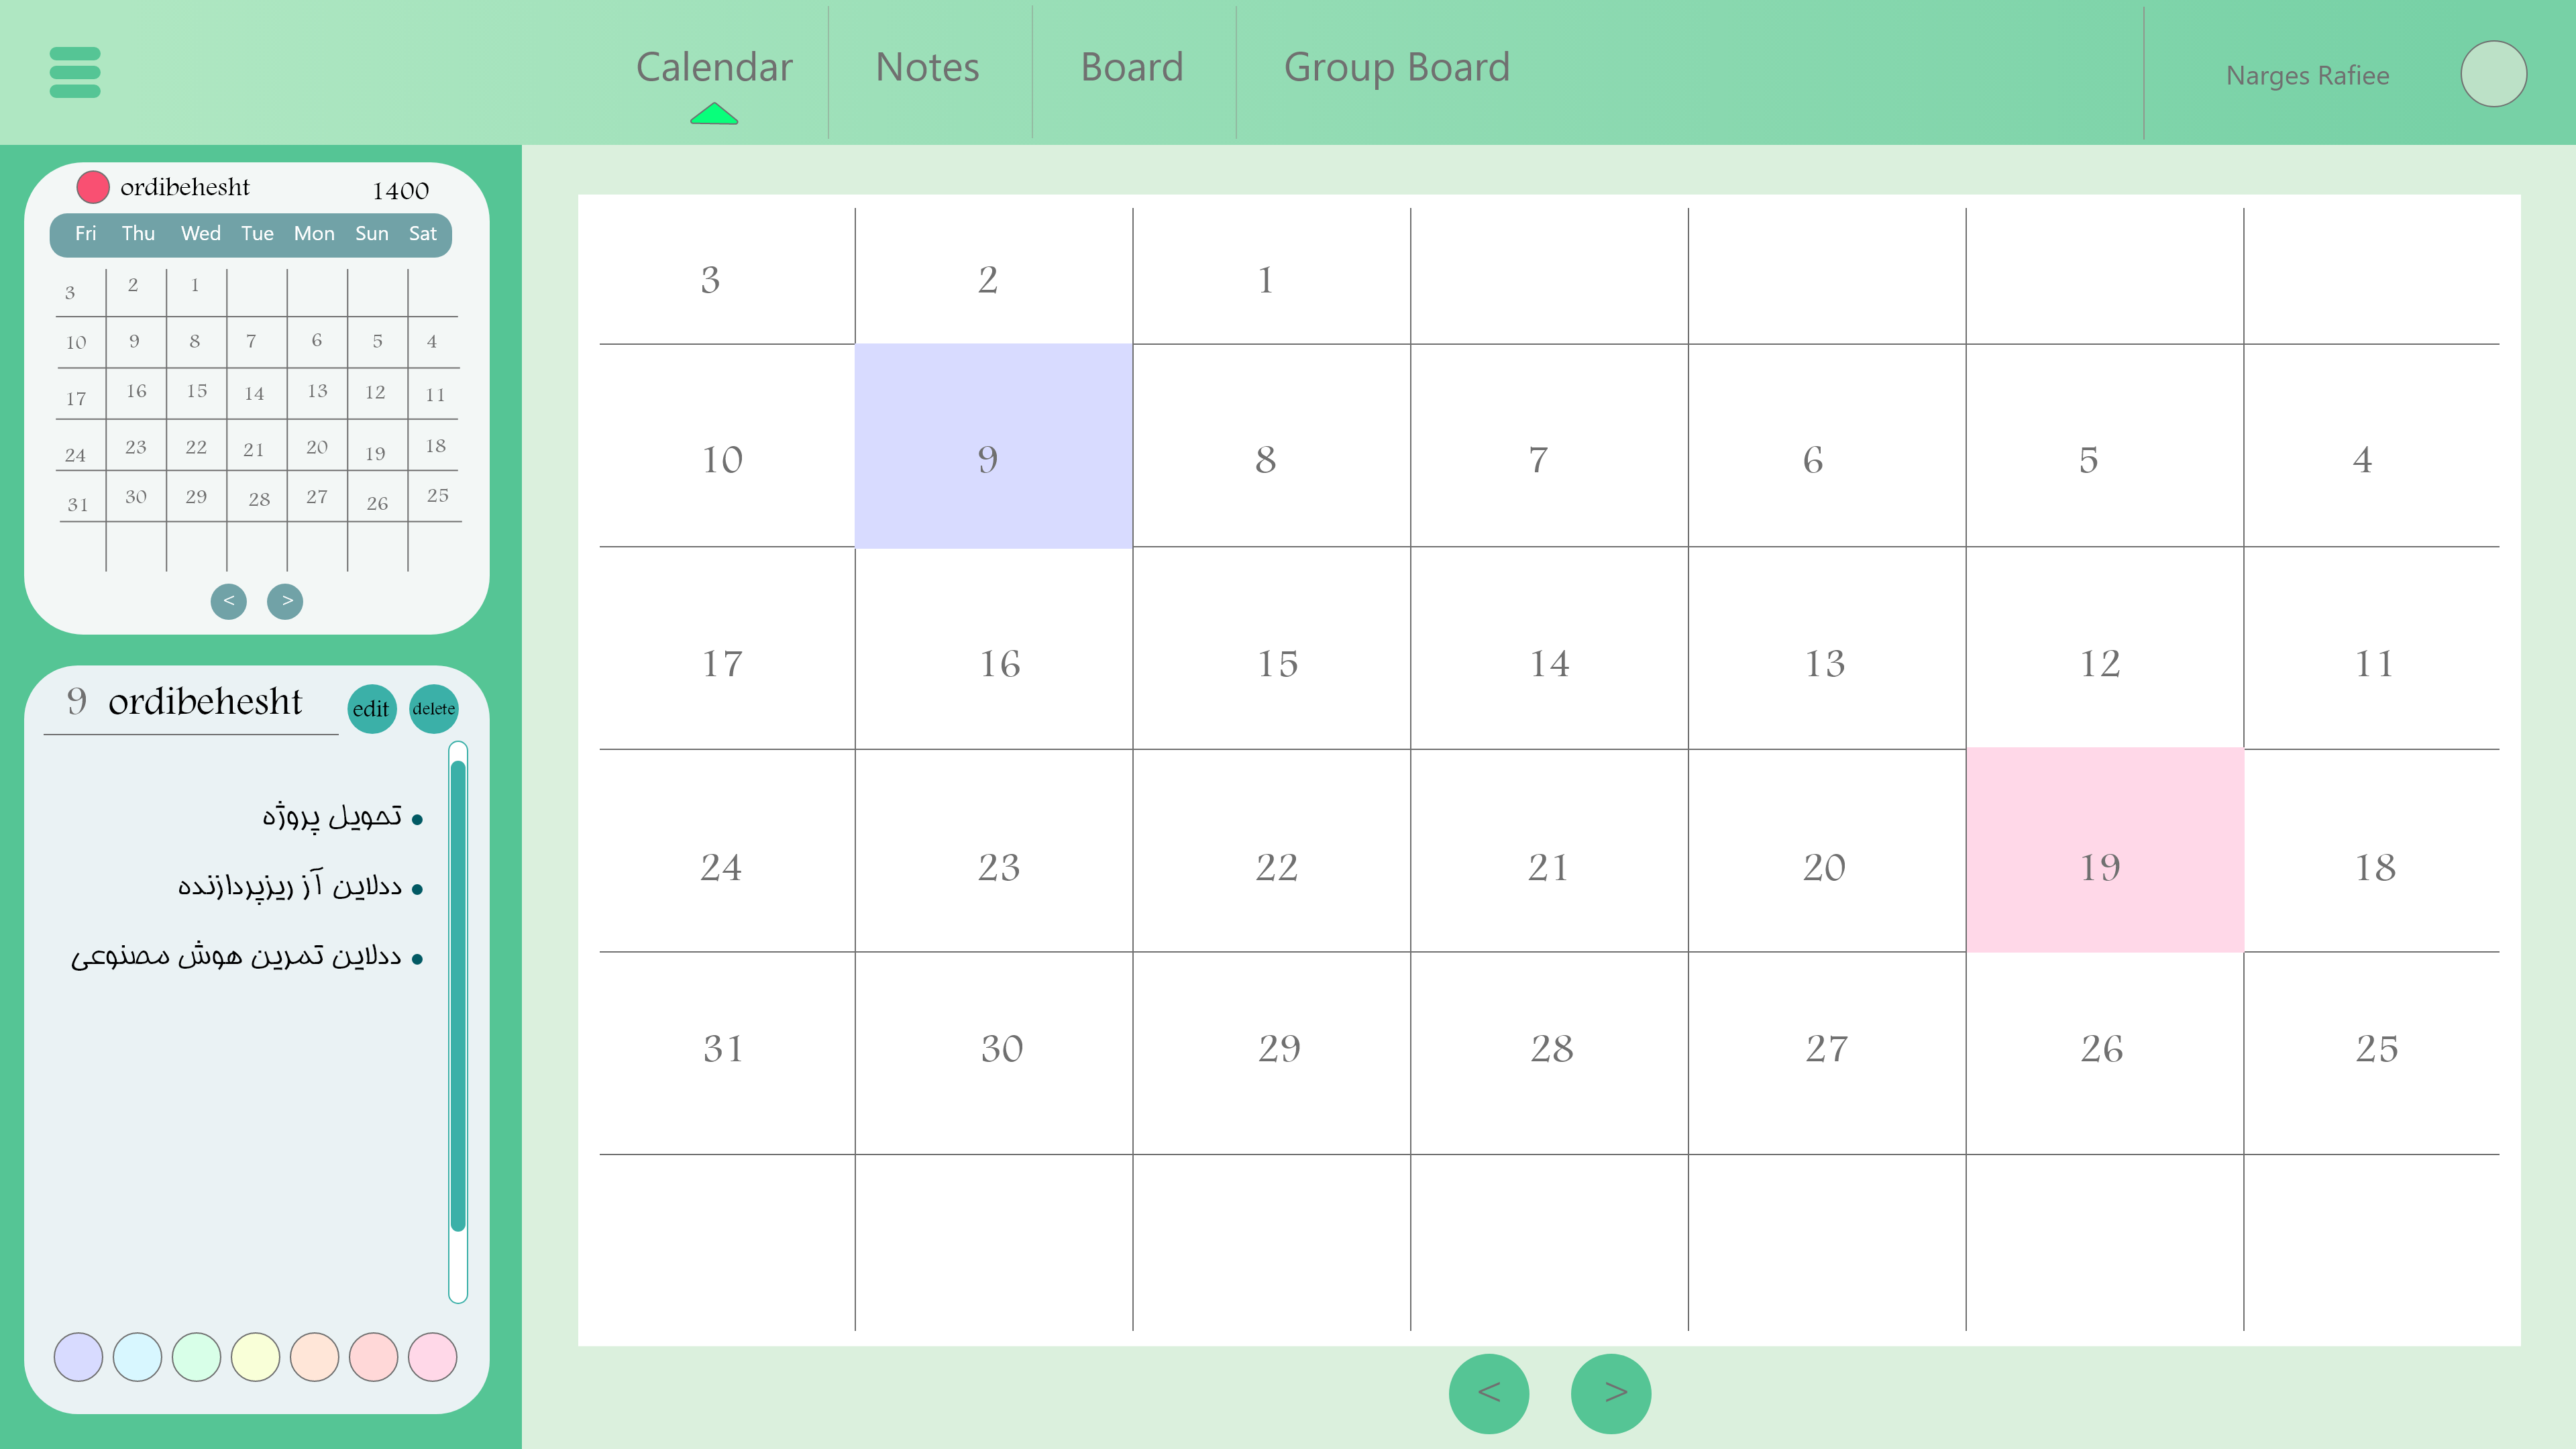 Calendar Notes Board Group Board Narges Rafiee
ordibehesht 1400
Fri Thu Wed Tue Mon Sun Sat
3 2 1
10 9 8 7 6 5 4
17 16 15 14 13 12 11
24 23 22 21 20 19 18
31 30 29 28 27 26 25
< >
9 ordibehesht edit delete
• تحویل پروژه
• ددلاین آز ریزپردازنده
• ددلاین تمرین هوش مصنوعی
3 2 1
10 9 8 7 6 5 4
17 16 15 14 13 12 11
24 23 22 21 20 19 18
31 30 29 28 27 26 25
< >